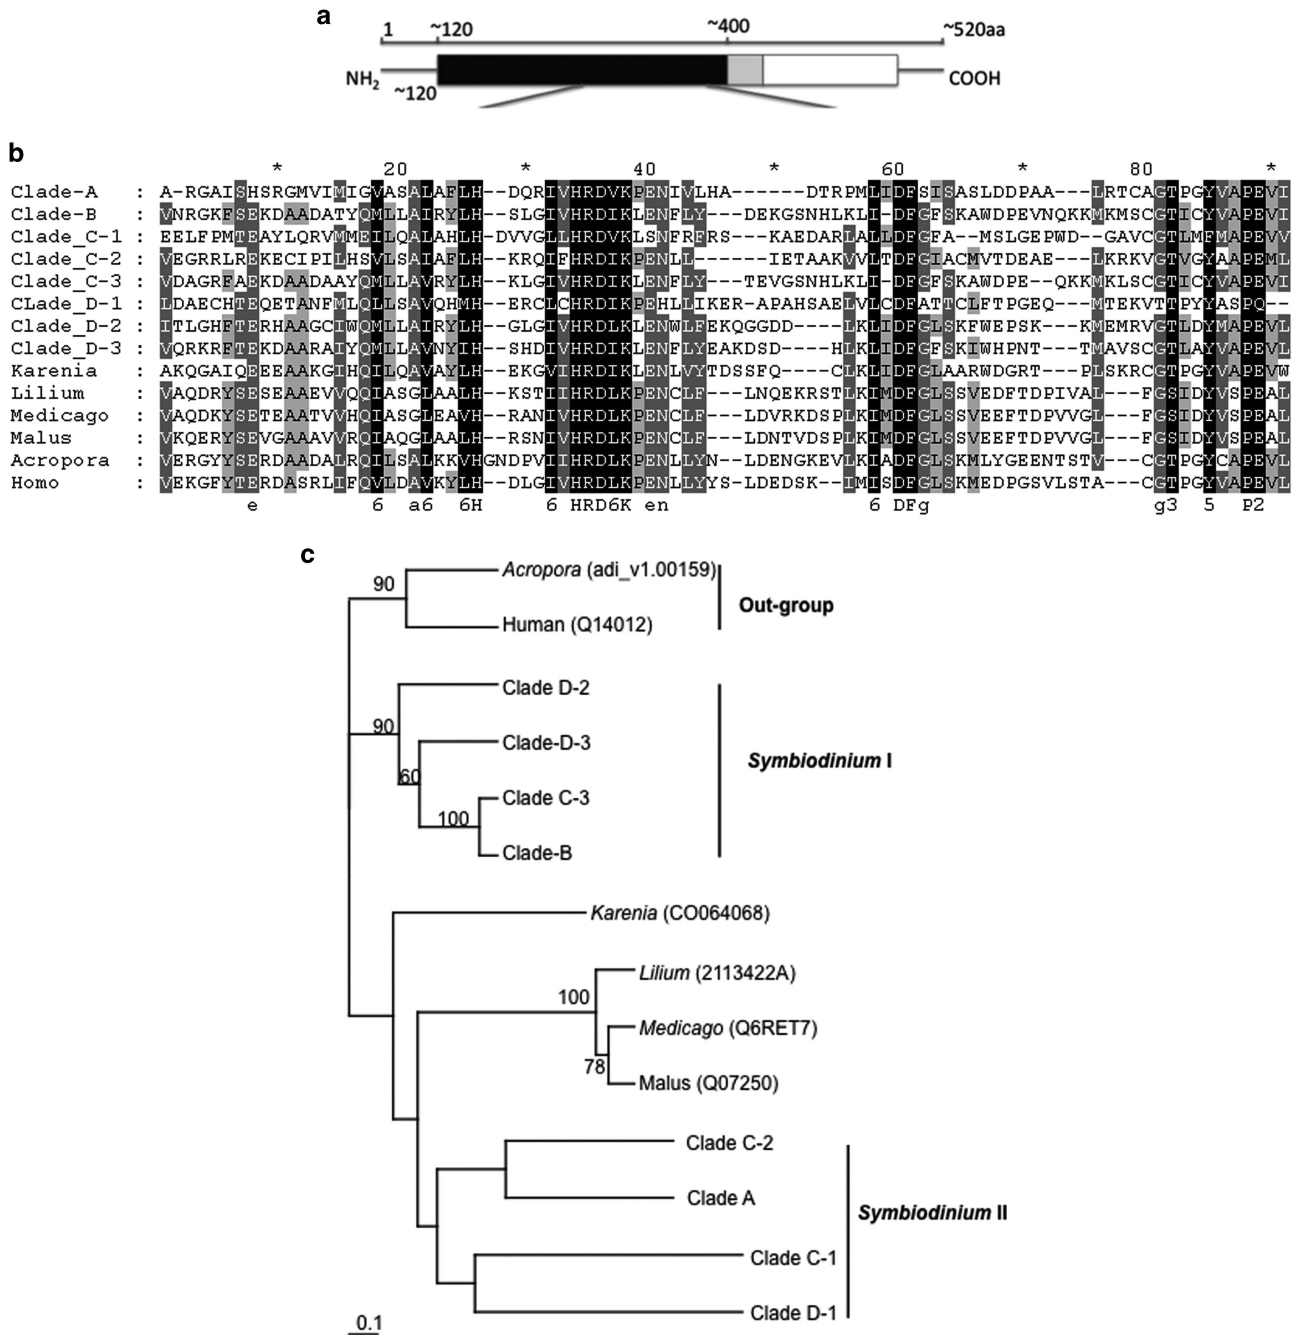 a
1 ~120 ~400 ~520aa
NH2 COOH
~120
b
* 20 * 40 * 60 * 80 *
Clade-A : A-RGAISHSRGMVIMIGVASALAFLH--DQRIVHRDVKPENIVLHA------DTRPMLIDFSISASLDDPAA---LRTCAGTPGYVAPEVI
Clade-B : VNRGKFSEKDAADATYQMLLAIRYLH--SLGIVHRDIKLENFLY---DEKGSNHLKLI-DFGFSKAWDPEVNQKKMKMSCGTICYVAPEVI
Clade_C-1 : EELFPMTEAYLQRVMMEILQALAHLH-DVVGLLHRDVKLSNFRFRS-----KAEDARLALLDFGFA--MSLGEPWD--GAVCGTLMFMAPEVV
Clade_C-2 : VEGRRLREKECIPILHSVLSAIAFLH--KRQIFHRDIKPENLL------IETAAKVVLTDFGIACMVTDEAE---LKRKVGTVGYAAPEML
Clade_C-3 : VDAGRFAEKDAADAAYQMLLAVRYLH--KLGIVHRDIKLENFLY---TEVGSNHLKLI-DFGFSKAWDPE--QKKMKLSCGTICYVAPEVI
CLade_D-1 : LDAECHTEQETANFMLQLLSAVQHMH--ERCLCHRDIKPEHLLIKER-APAHSAELVLCDFATTCLFTPGEQ---MTEKVTTPYYASPQ--
Clade_D-2 : ITLGHFTERHAAGCIWQMLLAIRYLH--GLGIVHRDIKLENWLFEKQGGDD----LKLIDFGLSKFWEPSK---KMEMRVGTLDYMAPEVL
Clade_D-3 : VQRKRFTEKDAARAIYQMLLAVNYIH--SHDIVHRDIKLENFLYEAKDSD-----HLKLIDFGFSKIWHPNT---TMAVSCGTLAYVAPEVL
Karenia : AKQGAIQEEEAAKGIHQILQAVAYLH--EKGVIHRDIKLENLVYTDSSFQ----CLKLIDFGLAARWDGRT---PLSKRCGTPGYVAPEVW
Lilium : VAQDRYSESEAAEVVQQIASGLAALH--KSTIIHRDLKPENCLF---LNQEKRSTLKIMDFGLSSVEDFTDPIVAL---FGSIDYVSPEAL
Medicago : VAQDKYSETEAATVVHQIASGLEAVH--RANIVHRDLKPENCLF---LDVRKDSPLKIMDFGLSSVEEFTDPVVGL---FGSIDYVSPEAL
Malus : VKQERYSEVGAAAVVRQIAQGLAALH--RSNIVHRDLKPENCLF---LDNTVDSPLKIMDFGLSSVEEFTDPVVGL---FGSIDYVSPEAL
Acropora : VERGYYSERDAADALRQILSALKKVHGNDPVIIHRDLKPENLLYN--LDENGKEVLKIADFGLSKMLYGEENTSTV---CGTPGYCAPEVL
Homo : VEKGFYTERDASRLIFQVLDAVKYLH--DLGIVHRDLKPENLLYYS-LDEDSK--IMISDFGLSKMEDPGSVLSTA---CGTPGYVAPEVL
e 6 a6 6H 6 HRD6K en 6 DFg g3 5 P2
c
Acropora (adi_v1.00159)
90
Out-group
Human (Q14012)
Clade D-2
90
Clade-D-3
Symbiodinium I
60
Clade C-3
100
Clade-B
Karenia (CO064068)
Lilium (2113422A)
100
Medicago (Q6RET7)
78
Malus (Q07250)
Clade C-2
Clade A
Symbiodinium II
Clade C-1
Clade D-1
0.1